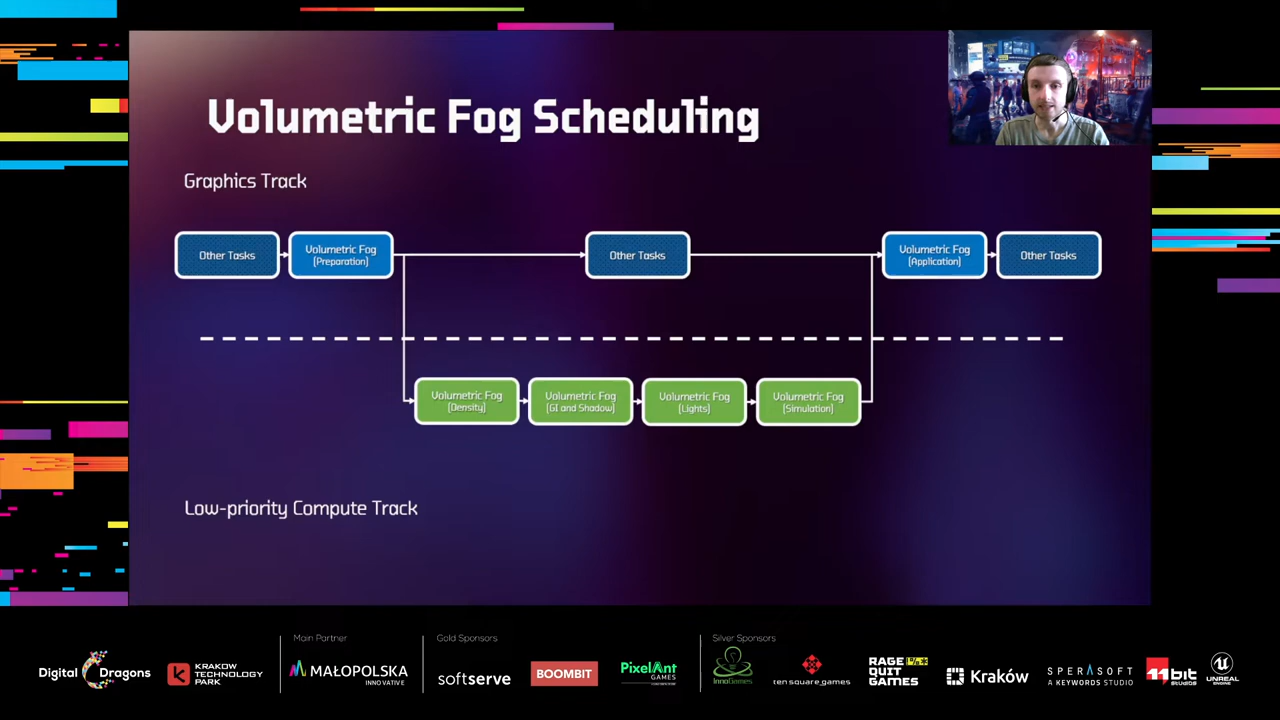 Volumetric Fog Scheduling
Graphics Track
Other Tasks
Volumetric Fog
(Preparation)
Other Tasks
Volumetric Fog
(Application)
Other Tasks
Volumetric Fog
(Density)
Volumetric Fog
(GI and Shadow)
Volumetric Fog
(Lights)
Volumetric Fog
(Simulation)
Low-priority Compute Track
Main Partner
Gold Sponsors
Silver Sponsors
Digital Dragons
KRAKOW
TECHNOLOGY
PARK
MAŁOPOLSKA
INNOVATIVE
softserve
BOOMBIT
PixelAnt
GAMES
InnoGames
ten square games
RAGE
QUIT
GAMES
Kraków
SPERASOFT
A KEYWORDS STUDIO
11bit
STUDIOS
UNREAL
ENGINE